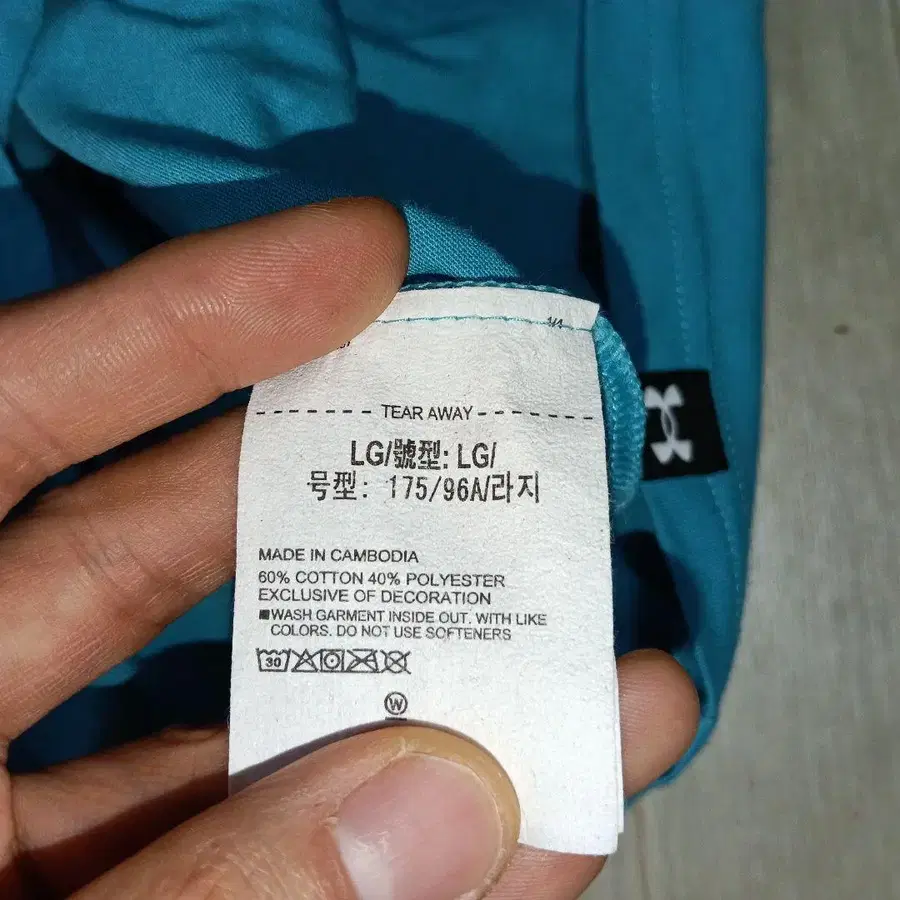 TEAR AWAY
LG/號型: LG/
号型: 175/96A/라지
MADE IN CAMBODIA
60% COTTON 40% POLYESTER
EXCLUSIVE OF DECORATION
■WASH GARMENT INSIDE OUT. WITH LIKE
COLORS. DO NOT USE SOFTENERS
30
W